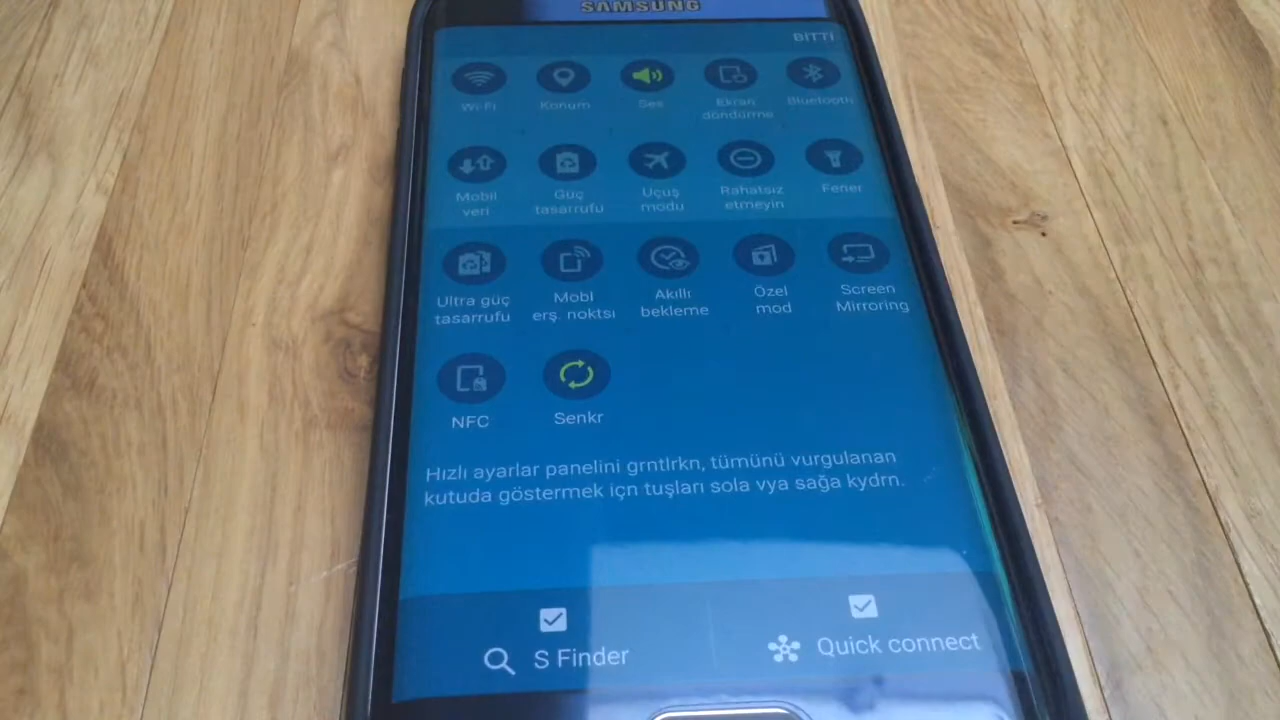 SAMSUNG
BİTTİ
Wi-Fi
Konum
Ses
Ekran
döndürme
Bluetooth
Mobil
veri
Güç
tasarrufu
Uçuş
modu
Rahatsız
etmeyin
Fener
Ultra güç
tasarrufu
Mobl
erş. noktsı
Akıllı
bekleme
Özel
mod
Screen
Mirroring
NFC
Senkr
Hızlı ayarlar panelini grntlrkn, tümünü vurgulanan
kutuda göstermek içn tuşları sola vya sağa kydrn.
S Finder
Quick connect